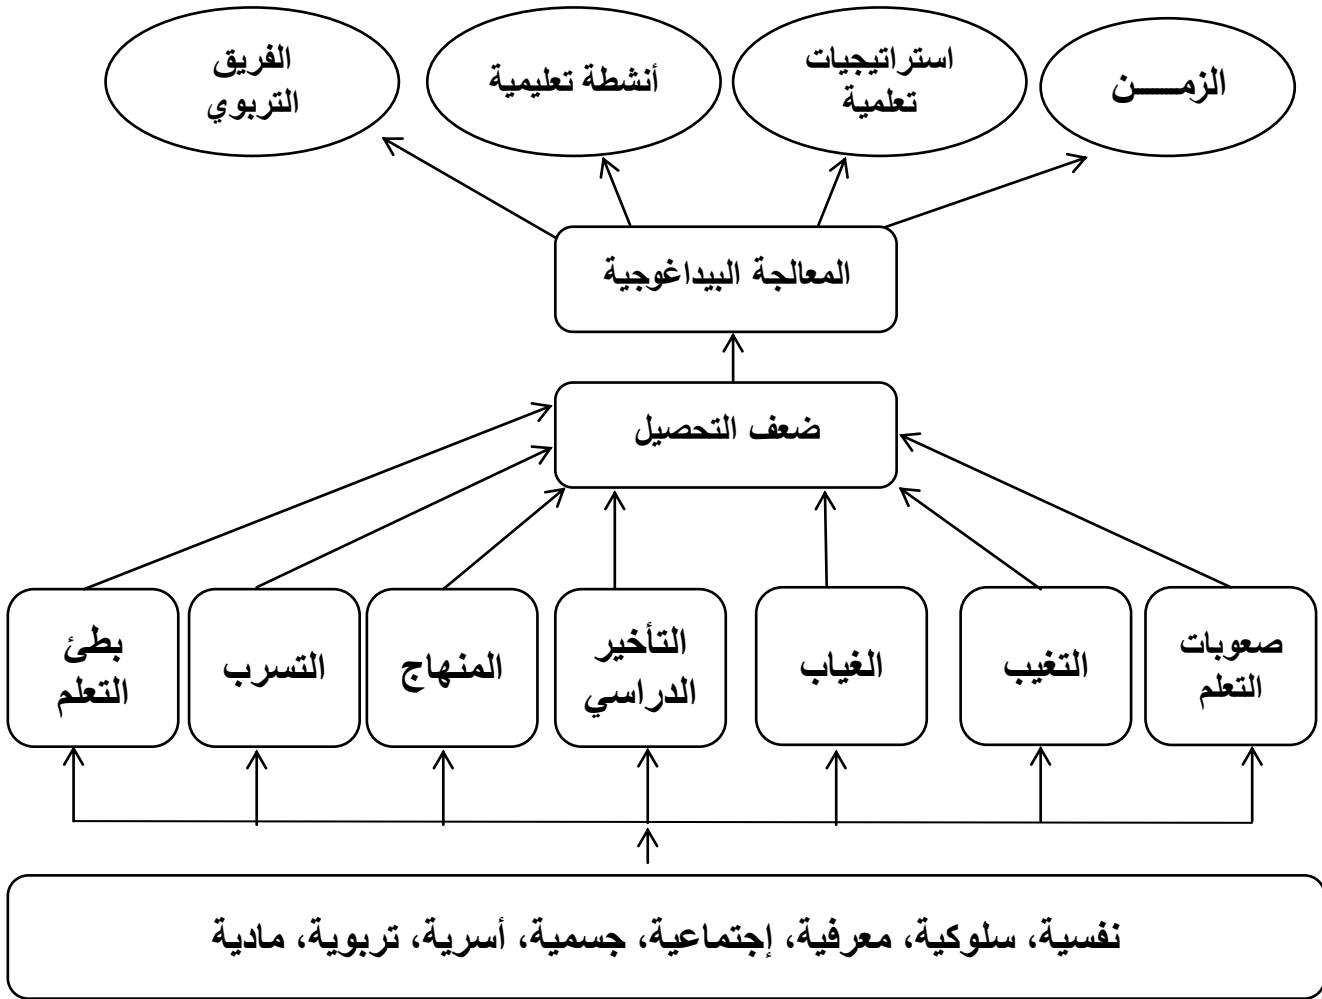 الزمـــــن
استراتيجيات
تعلمية
أنشطة تعليمية
الفريق
التربوي
المعالجة البيداغوجية
ضعف التحصيل
صعوبات
التعلم
التغيب
الغياب
التأخير
الدراسي
المنهاج
التسرب
بطئ
التعلم
نفسية، سلوكية، معرفية، إجتماعية، جسمية، أسرية، تربوية، مادية